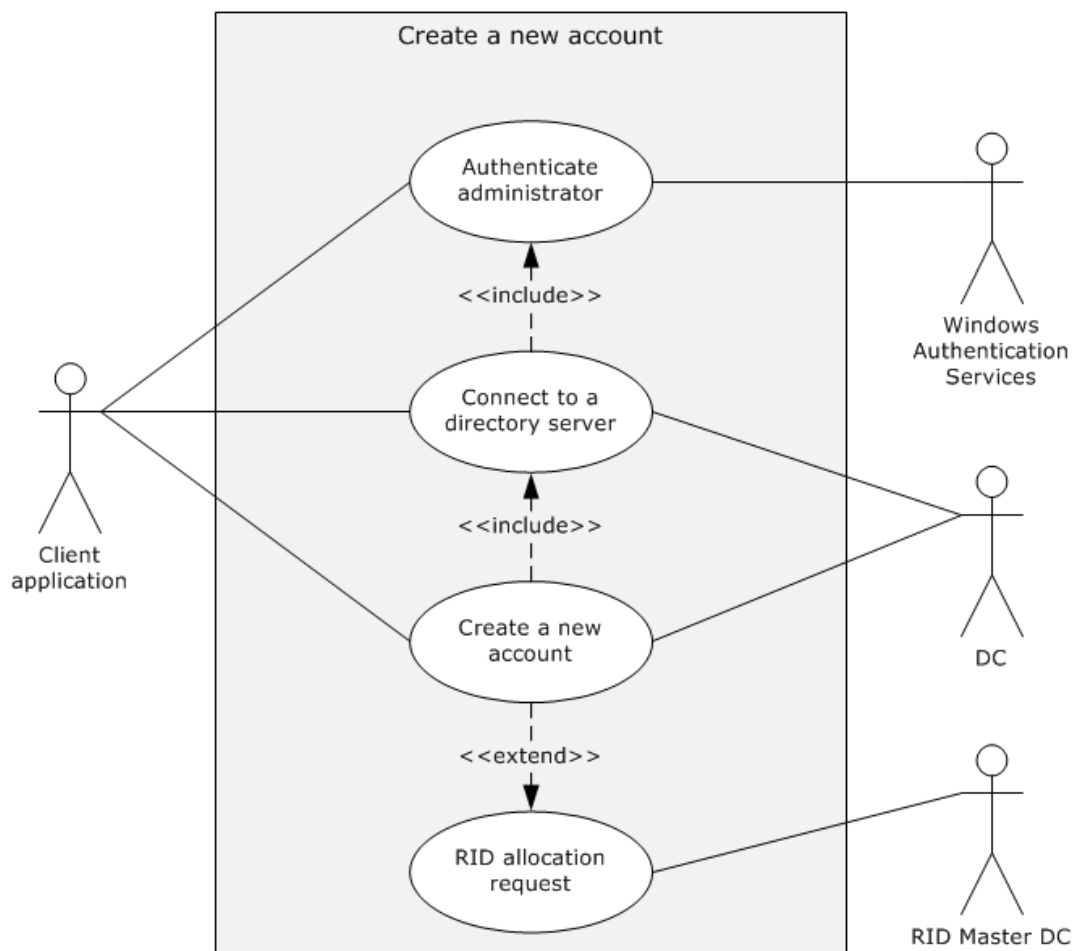 Create a new account
Authenticate
administrator
<<include>>
Windows
Authentication
Services
Connect to a
directory server
<<include>>
Client
application
Create a new
account
DC
<<extend>>
RID allocation
request
RID Master DC